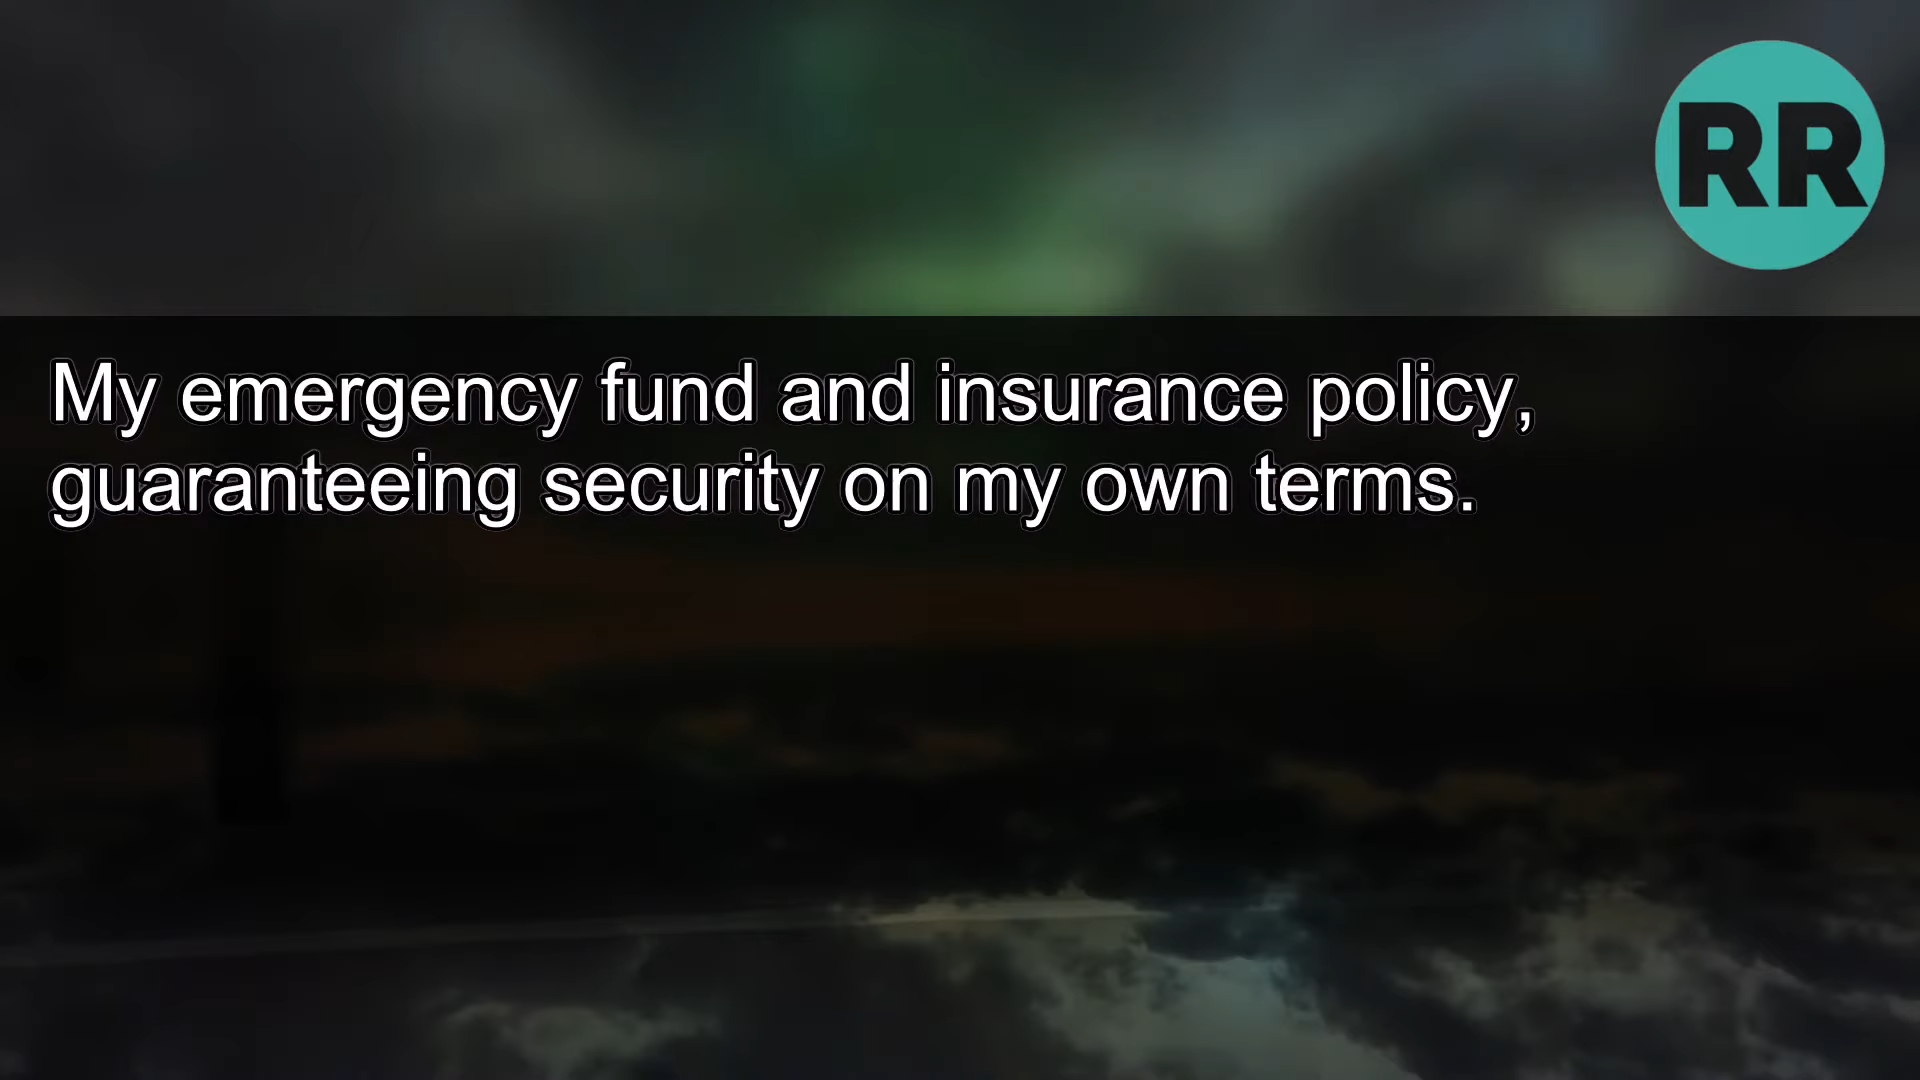 RR
My emergency fund and insurance policy,
guaranteeing security on my own terms.